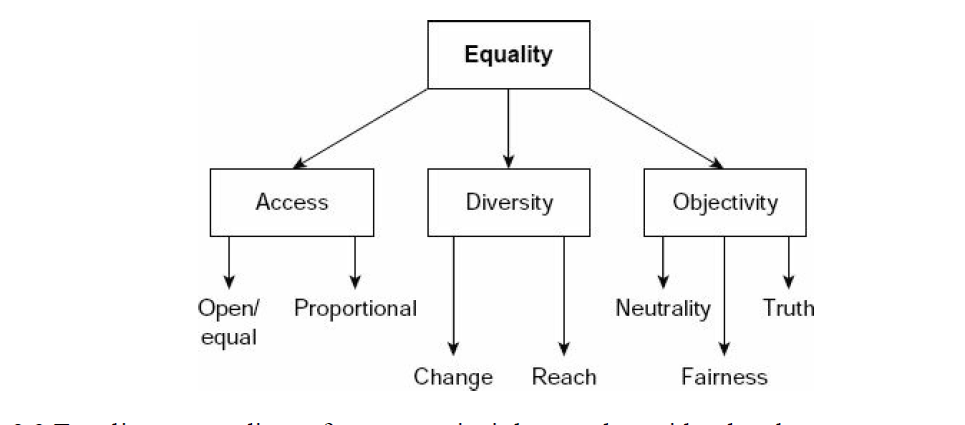 Equality
Access
Diversity
Objectivity
Open/
equal
Proportional
Neutrality
Truth
Change
Reach
Fairness